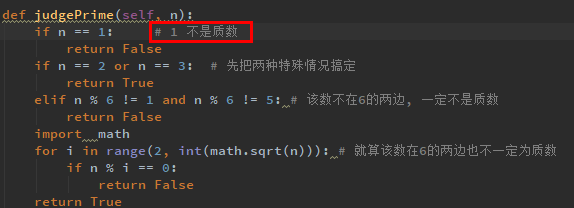 def judgePrime(self, n):
    if n == 1:      # 1 不是质数
        return False
    if n == 2 or n == 3:  # 先把两种特殊情况搞定
        return True
    elif n % 6 != 1 and n % 6 != 5: # 该数不在6的两边, 一定不是质数
        return False
    import  math
    for i in range(2, int(math.sqrt(n))): # 就算该数在6的两边也不一定为质数
        if n % i == 0:
            return False
    return True